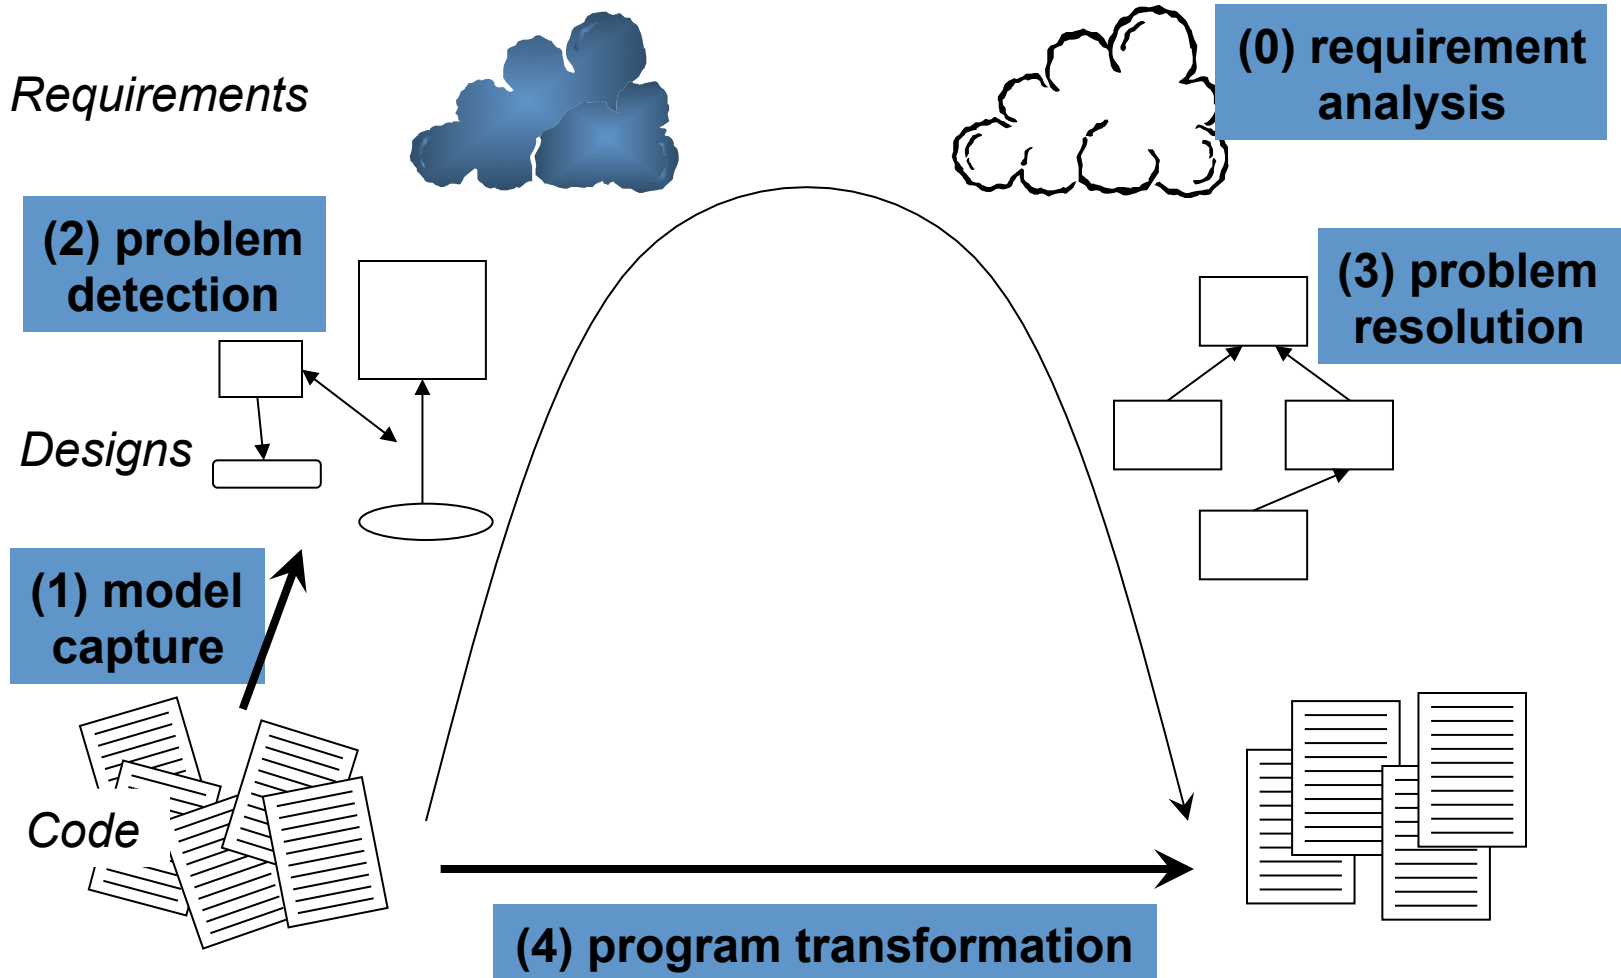 (0) requirement
analysis
Requirements
(2) problem
detection
(3) problem
resolution
Designs
(1) model
capture
Code
(4) program transformation